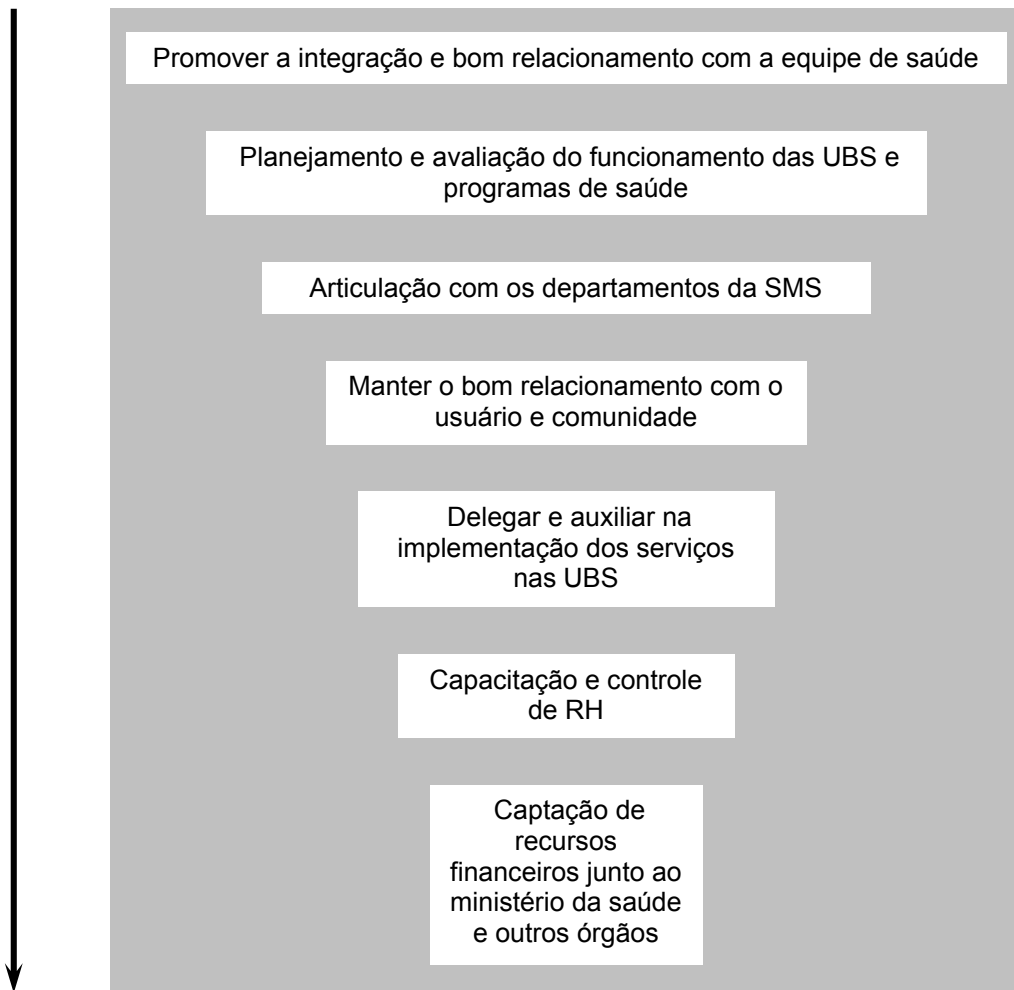 Promover a integração e bom relacionamento com a equipe de saúde
Planejamento e avaliação do funcionamento das UBS e
programas de saúde
Articulação com os departamentos da SMS
Manter o bom relacionamento com o
usuário e comunidade
Delegar e auxiliar na
implementação dos serviços
nas UBS
Capacitação e controle
de RH
Captação de
recursos
financeiros junto ao
ministério da saúde
e outros órgãos